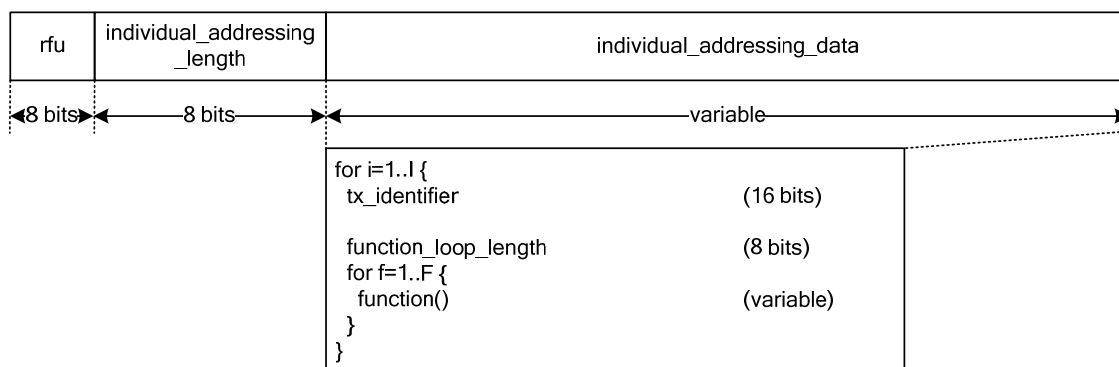 rfu
individual_addressing
_length
individual_addressing_data
8 bits
8 bits
variable
for i=1..I {
tx_identifier (16 bits)
function_loop_length (8 bits)
for f=1..F {
function() (variable)
}
}